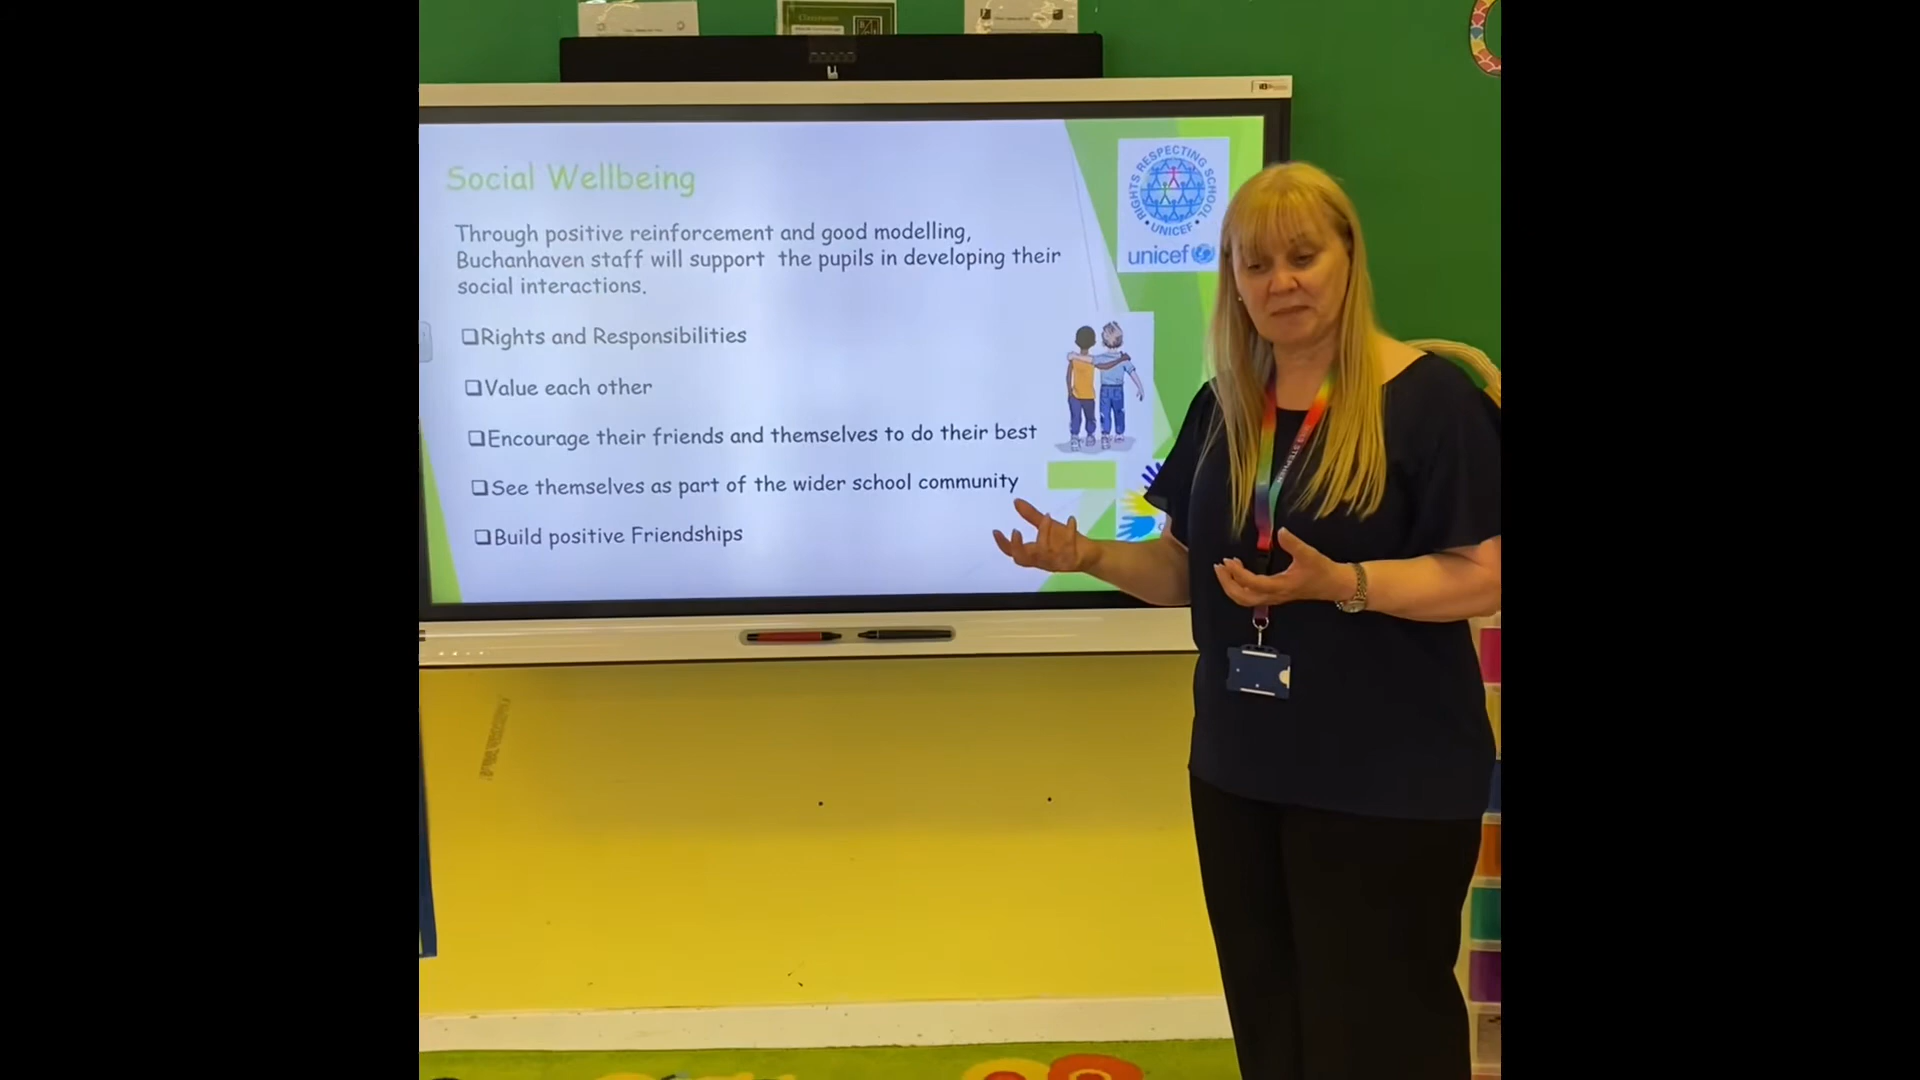 Classroom
Social Wellbeing
RIGHTS RESPECTING SCHOOL
• UNICEF •
unicef
Through positive reinforcement and good modelling,
Buchanhaven staff will support the pupils in developing their
social interactions.
❑Rights and Responsibilities
❑Value each other
❑Encourage their friends and themselves to do their best
❑See themselves as part of the wider school community
❑Build positive Friendships